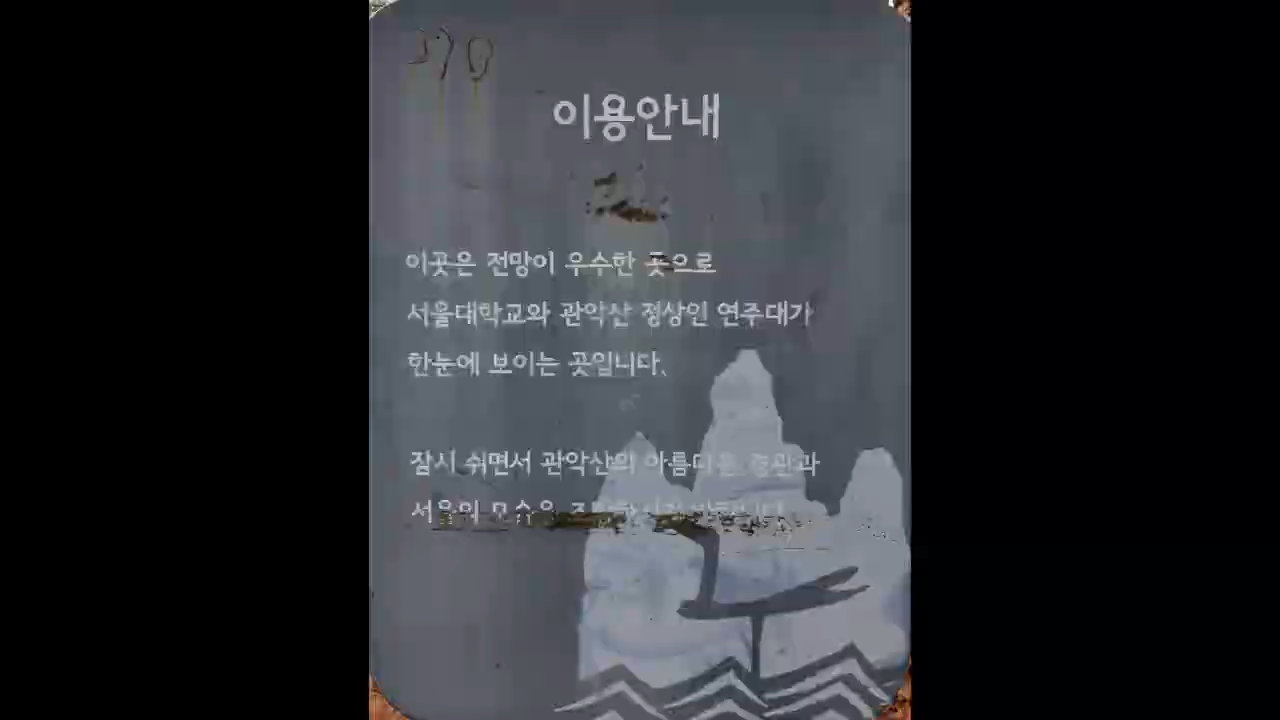 이용안내
이곳은 전망이 우수한 곳으로
서울대학교와 관악산 정상인 연주대가
한눈에 보이는 곳입니다.
잠시 쉬면서 관악산의 아름다운 경관과
서울의 모습을